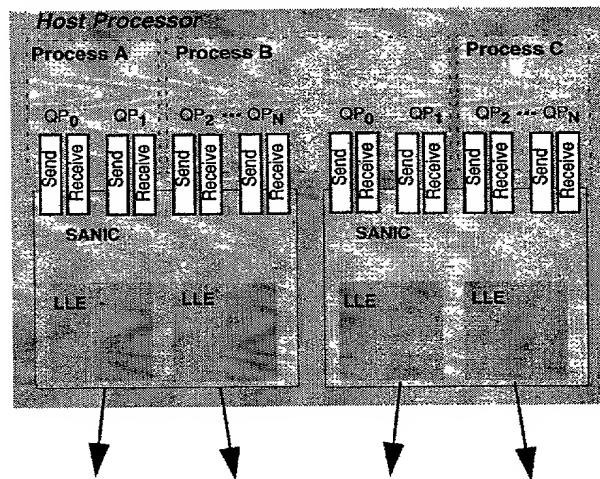 Host Processor
Process A
Process B
Process C
QP0
QP1
QP2 ··· QPN
QP0
QP1
QP2 ··· QPN
Send
Receive
Send
Receive
Send
Receive
Send
Receive
Send
Receive
Send
Receive
Send
Receive
Send
Receive
SANIC
SANIC
LLE
LLE
LLE
LLE